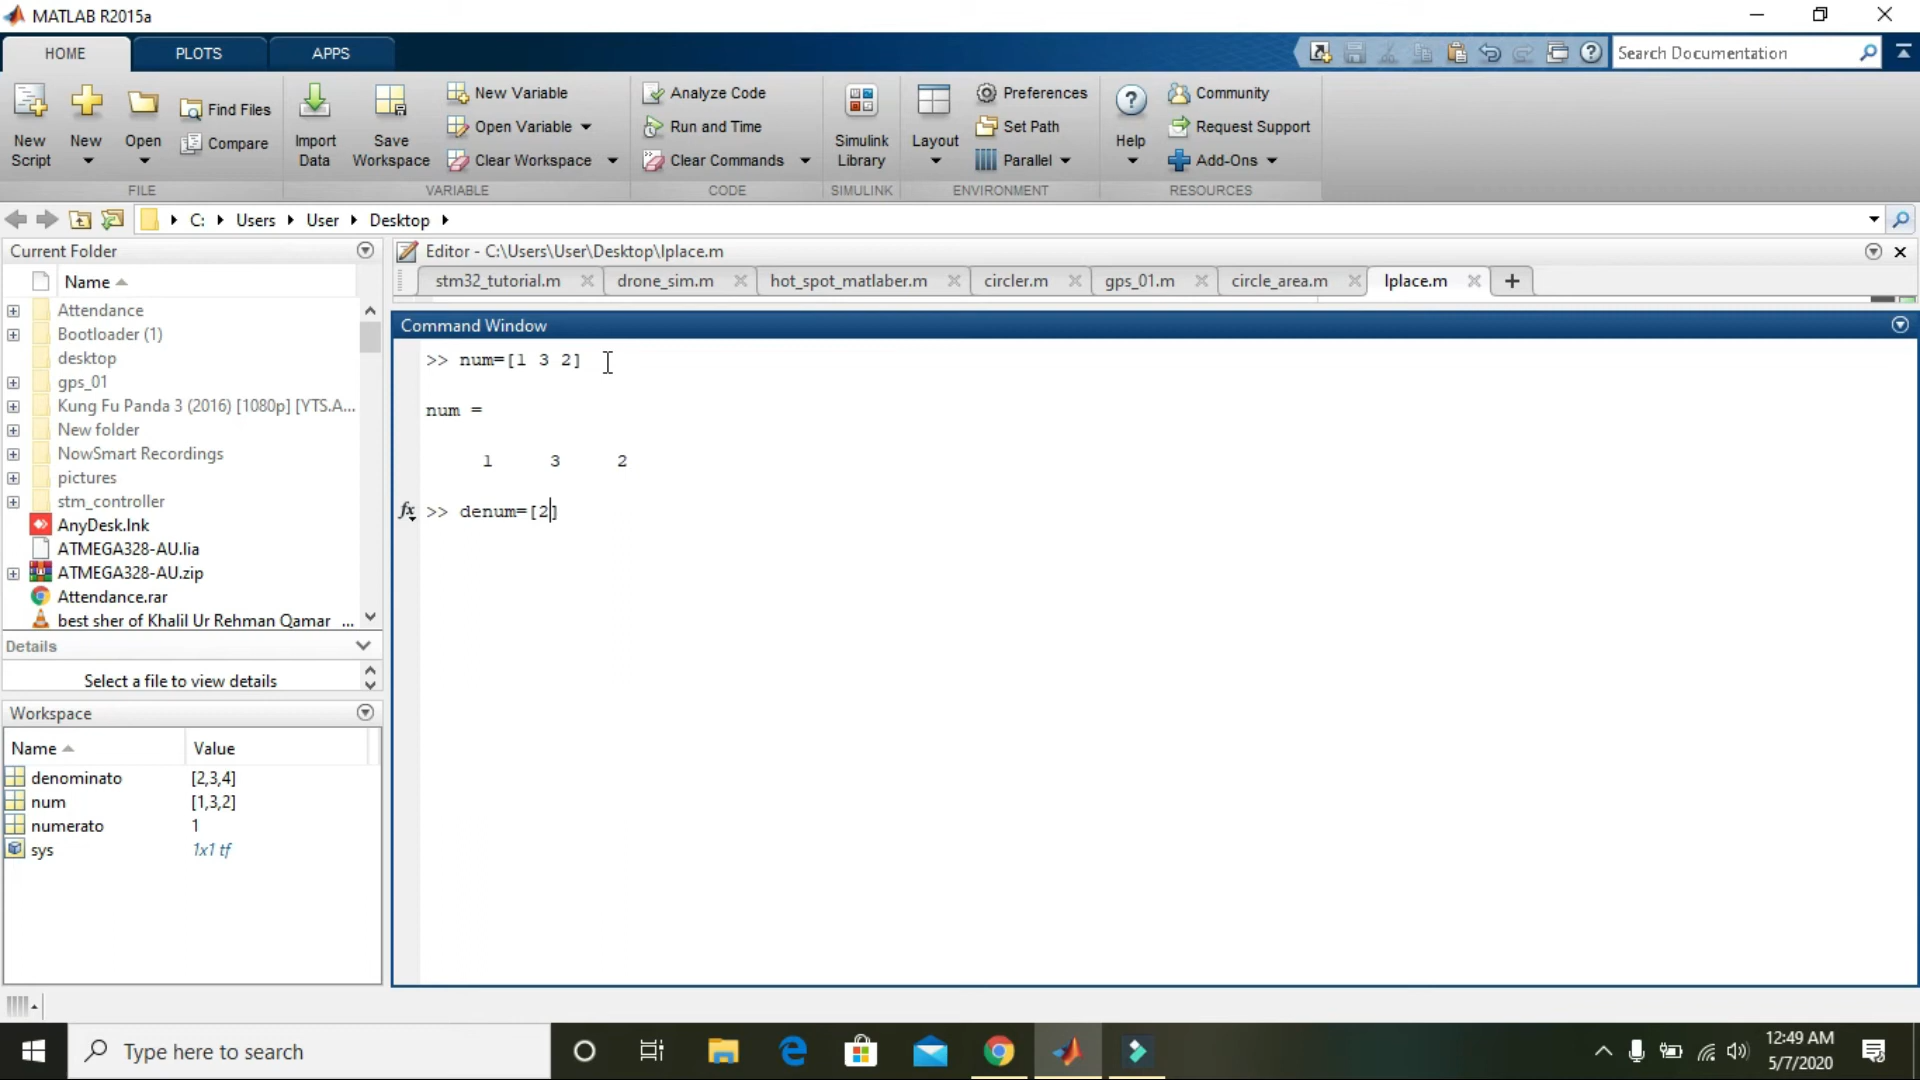 MATLAB R2015a
HOME PLOTS APPS
Search Documentation
New Script
New
Open
Find Files
Compare
FILE
Import Data
Save Workspace
New Variable
Open Variable
Clear Workspace
VARIABLE
Analyze Code
Run and Time
Clear Commands
CODE
Simulink Library
SIMULINK
Layout
Preferences
Set Path
Parallel
ENVIRONMENT
Help
Community
Request Support
Add-Ons
RESOURCES
C: Users User Desktop
Current Folder
Name
Attendance
Bootloader (1)
desktop
gps_01
Kung Fu Panda 3 (2016) [1080p] [YTS.A...
New folder
NowSmart Recordings
pictures
stm_controller
AnyDesk.lnk
ATMEGA328-AU.lia
ATMEGA328-AU.zip
Attendance.rar
best sher of Khalil Ur Rehman Qamar ...
Details
Select a file to view details
Workspace
Name Value
denominato [2,3,4]
num [1,3,2]
numerato 1
sys 1x1 tf
Editor - C:\Users\User\Desktop\lplace.m
stm32_tutorial.m drone_sim.m hot_spot_matlaber.m circler.m gps_01.m circle_area.m lplace.m
Command Window
>> num=[1 3 2]
num =
1 3 2
fx >> denum=[2]
Type here to search
12:49 AM
5/7/2020